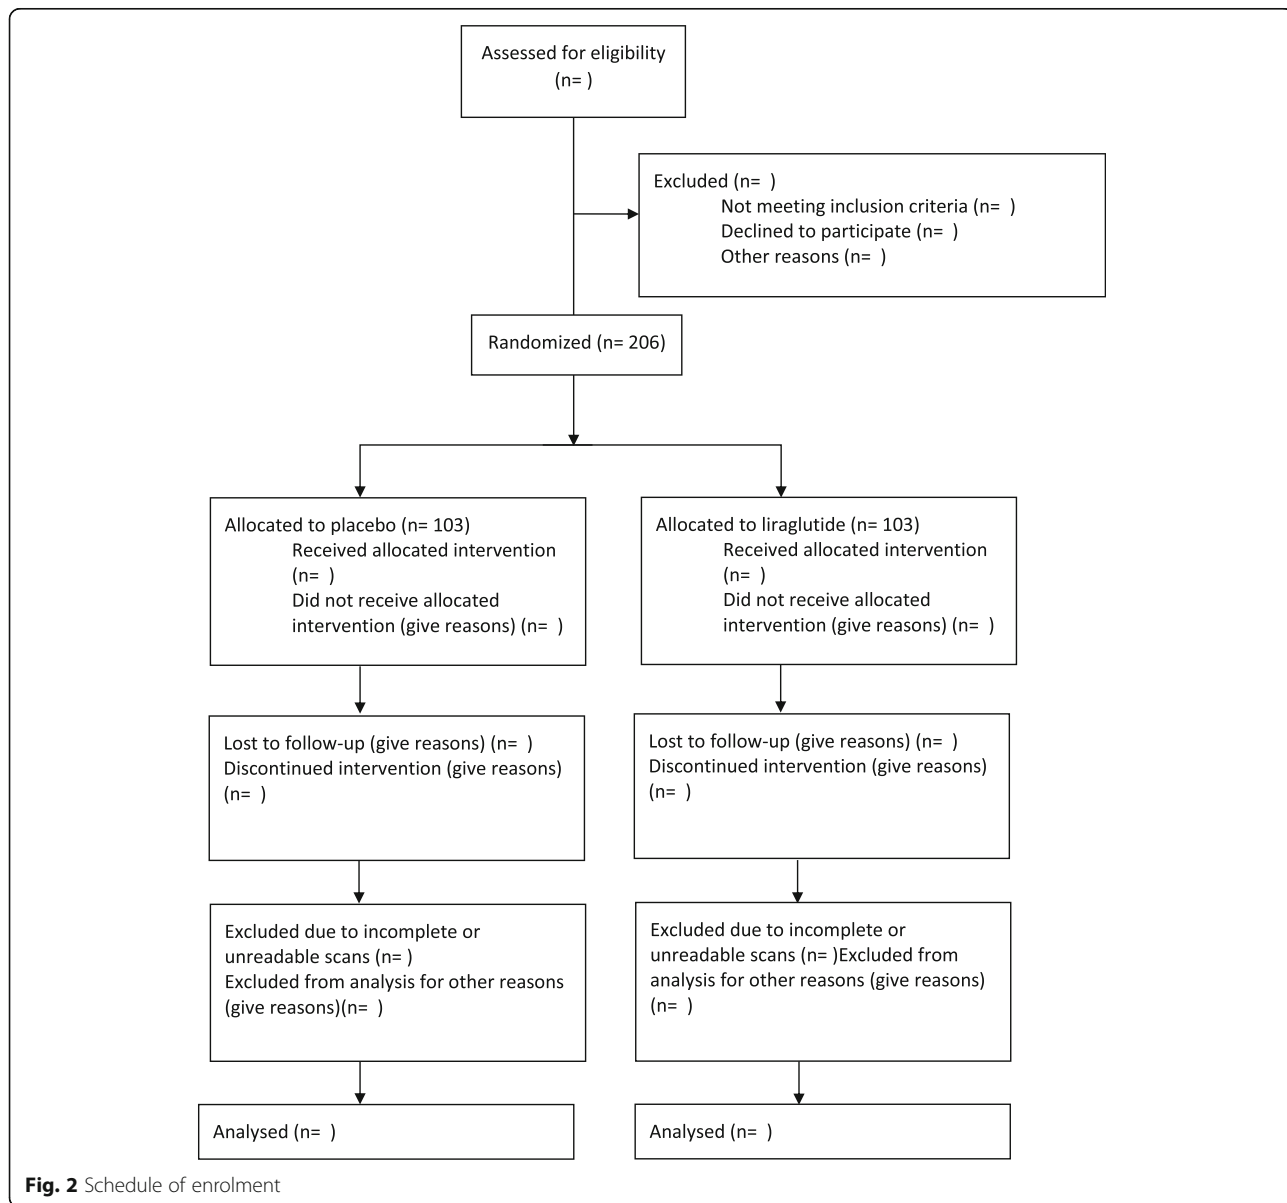 Assessed for eligibility
(n= )
Excluded (n=  )
Not meeting inclusion criteria (n=  )
Declined to participate (n=  )
Other reasons (n=  )
Randomized (n= 206)
Allocated to placebo (n= 103)
Received allocated intervention
(n=  )
Did not receive allocated
intervention (give reasons) (n=  )
Allocated to liraglutide (n= 103)
Received allocated intervention
(n=  )
Did not receive allocated
intervention (give reasons) (n=  )
Lost to follow-up (give reasons) (n=  )
Discontinued intervention (give reasons)
(n=  )
Lost to follow-up (give reasons) (n=  )
Discontinued intervention (give reasons)
(n=  )
Excluded due to incomplete or
unreadable scans (n= )
Excluded from analysis for other reasons
(give reasons)(n=  )
Excluded due to incomplete or
unreadable scans (n= )Excluded from
analysis for other reasons (give reasons)
(n=  )
Analysed (n=  )
Analysed (n=  )
Fig. 2 Schedule of enrolment